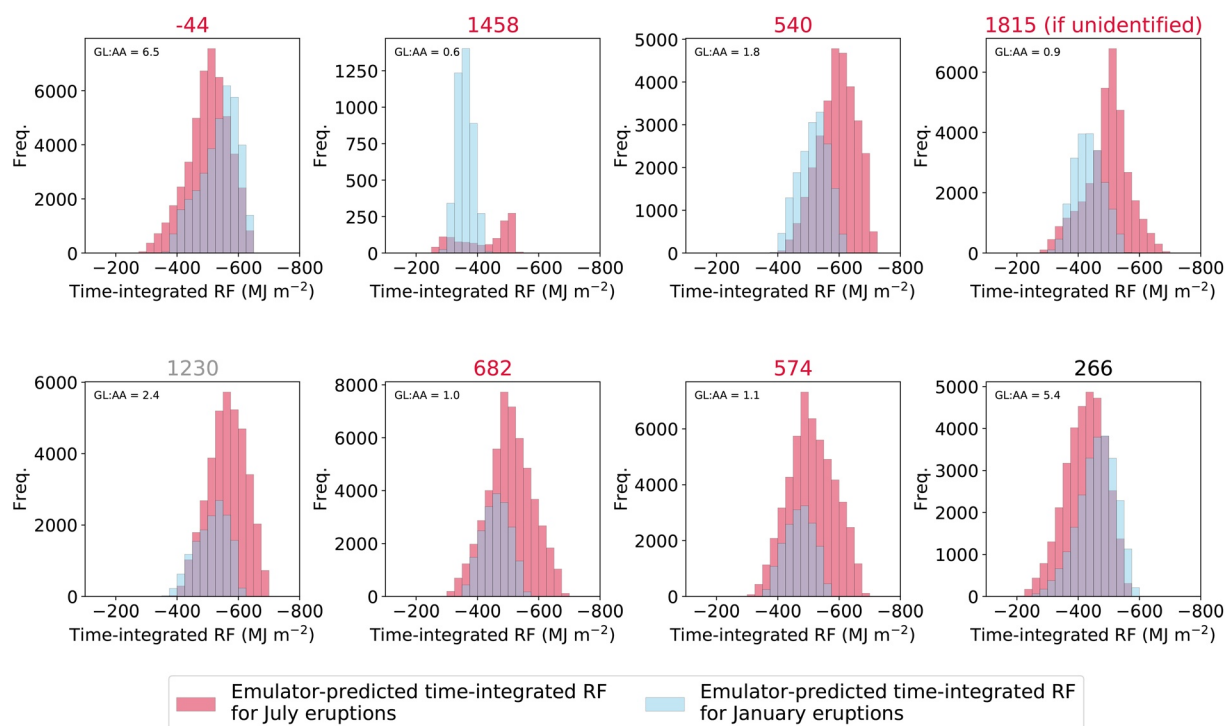 -44
GL:AA = 6.5
Freq.
6000
4000
2000
0
−200 −400 −600 −800
Time-integrated RF (MJ m⁻²)
1458
GL:AA = 0.6
Freq.
1250
1000
750
500
250
0
−200 −400 −600 −800
Time-integrated RF (MJ m⁻²)
540
GL:AA = 1.8
Freq.
5000
4000
3000
2000
1000
0
−200 −400 −600 −800
Time-integrated RF (MJ m⁻²)
1815 (if unidentified)
GL:AA = 0.9
Freq.
6000
4000
2000
0
−200 −400 −600 −800
Time-integrated RF (MJ m⁻²)
1230
GL:AA = 2.4
Freq.
6000
4000
2000
0
−200 −400 −600 −800
Time-integrated RF (MJ m⁻²)
682
GL:AA = 1.0
Freq.
8000
6000
4000
2000
0
−200 −400 −600 −800
Time-integrated RF (MJ m⁻²)
574
GL:AA = 1.1
Freq.
6000
4000
2000
0
−200 −400 −600 −800
Time-integrated RF (MJ m⁻²)
266
GL:AA = 5.4
Freq.
5000
4000
3000
2000
1000
0
−200 −400 −600 −800
Time-integrated RF (MJ m⁻²)
Emulator-predicted time-integrated RF
for July eruptions
Emulator-predicted time-integrated RF
for January eruptions